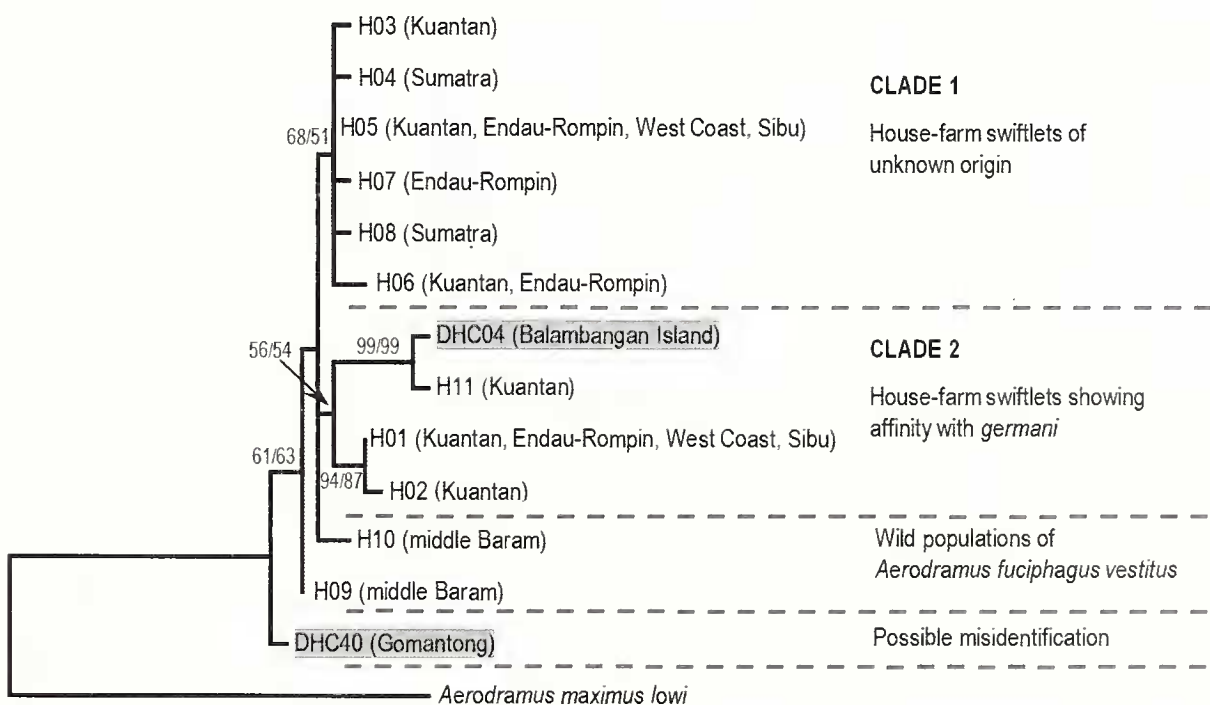 H03 (Kuantan)
H04 (Sumatra)
68/51
H05 (Kuantan, Endau-Rompin, West Coast, Sibu)
H07 (Endau-Rompin)
H08 (Sumatra)
H06 (Kuantan, Endau-Rompin)
CLADE 1
House-farm swiftlets of
unknown origin
56/54
99/99
DHC04 (Balambangan Island)
H11 (Kuantan)
H01 (Kuantan, Endau-Rompin, West Coast, Sibu)
94/87
H02 (Kuantan)
CLADE 2
House-farm swiftlets showing
affinity with germani
61/63
H10 (middle Baram)
H09 (middle Baram)
Wild populations of
Aerodramus fuciphagus vestitus
DHC40 (Gomantong)
Possible misidentification
Aerodramus maximus lowi